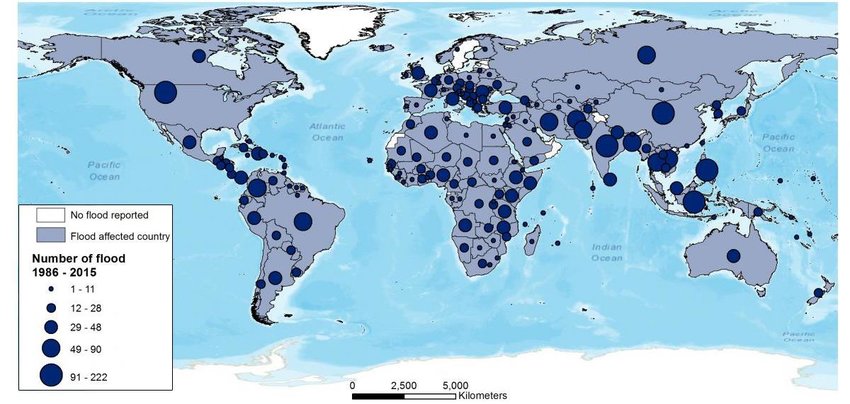 Arctic
Ocean
Arctic
Ocean
Atlantic
Ocean
Pacific
Ocean
Pacific
Ocean
Indian
Ocean
No flood reported
Flood affected country
Number of flood
1986 - 2015
1 - 11
12 - 28
29 - 48
49 - 90
91 - 222
Pacific
Ocean
0 2,500 5,000
Kilometers